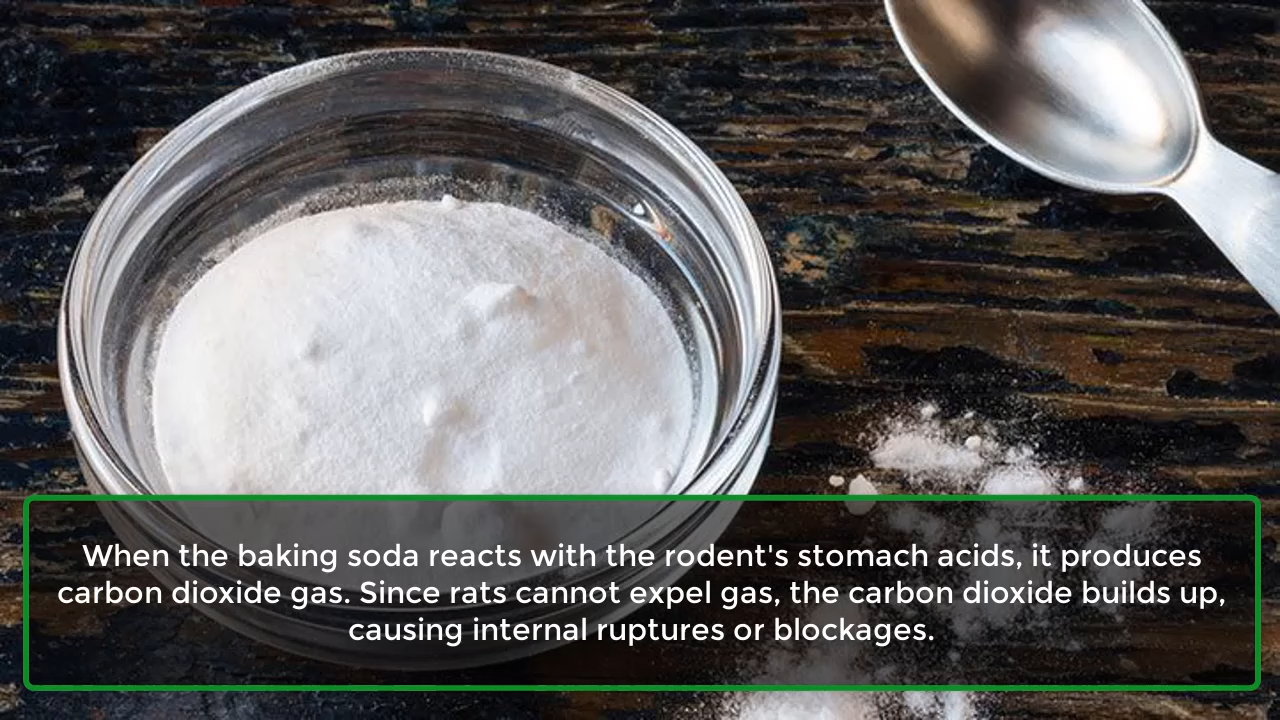 When the baking soda reacts with the rodent's stomach acids, it produces
carbon dioxide gas. Since rats cannot expel gas, the carbon dioxide builds up,
causing internal ruptures or blockages.